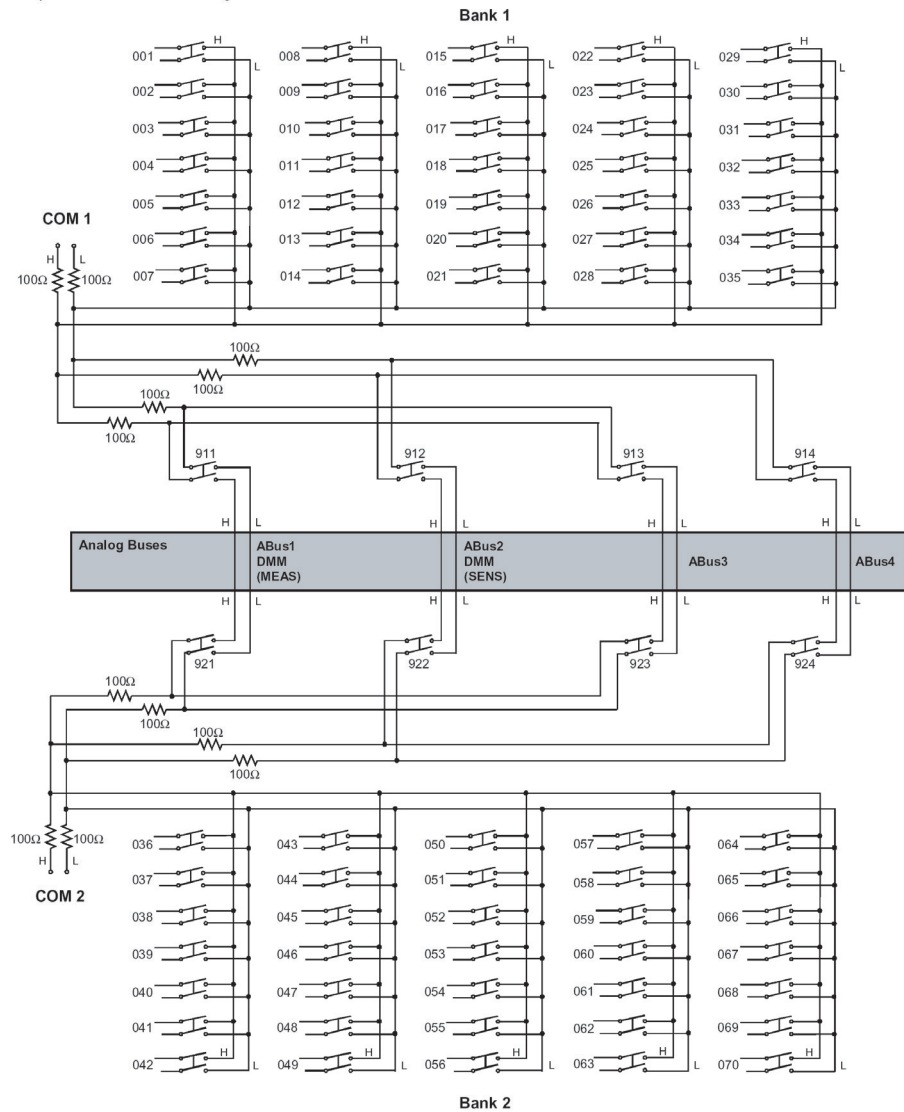 Bank 1
H H H H H
001 008 015 022 029
L L L L L
002 009 016 023 030
003 010 017 024 031
004 011 018 025 032
005 012 019 026 033
COM 1
006 013 020 027 034
H L
007 014 021 028 035
100Ω 100Ω
100Ω
100Ω
100Ω
100Ω
911 912 913 914
H L H L H L H L
Analog Buses
ABus1
DMM
(MEAS)
ABus2
DMM
(SENS)
ABus3
ABus4
H L H L H L H L
921 922 923 924
100Ω
100Ω
100Ω
100Ω
100Ω 100Ω
H L
COM 2
036 043 050 057 064
037 044 051 058 065
038 045 052 059 066
039 046 053 060 067
040 047 054 061 068
041 048 055 062 069
H H H H H
042 049 056 063 070
L L L L L
Bank 2